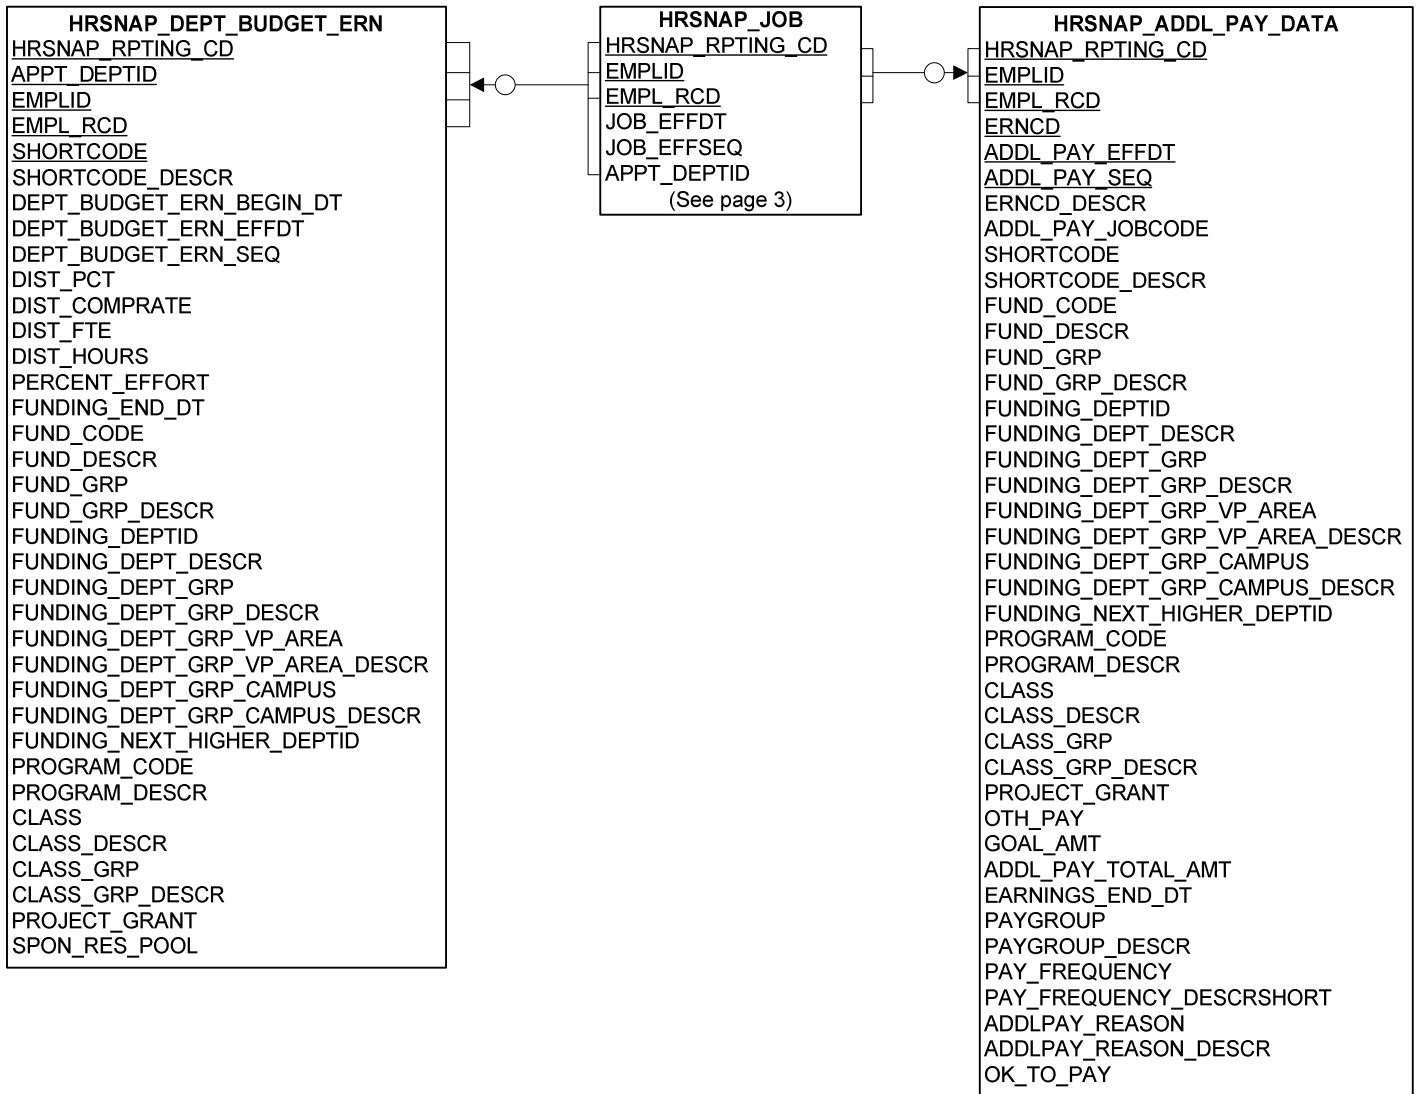 HRSNAP_DEPT_BUDGET_ERN
HRSNAP_RPTING_CD
APPT_DEPTID
EMPLID
EMPL_RCD
SHORTCODE
SHORTCODE_DESCR
DEPT_BUDGET_ERN_BEGIN_DT
DEPT_BUDGET_ERN_EFFDT
DEPT_BUDGET_ERN_SEQ
DIST_PCT
DIST_COMPRATE
DIST_FTE
DIST_HOURS
PERCENT_EFFORT
FUNDING_END_DT
FUND_CODE
FUND_DESCR
FUND_GRP
FUND_GRP_DESCR
FUNDING_DEPTID
FUNDING_DEPT_DESCR
FUNDING_DEPT_GRP
FUNDING_DEPT_GRP_DESCR
FUNDING_DEPT_GRP_VP_AREA
FUNDING_DEPT_GRP_VP_AREA_DESCR
FUNDING_DEPT_GRP_CAMPUS
FUNDING_DEPT_GRP_CAMPUS_DESCR
FUNDING_NEXT_HIGHER_DEPTID
PROGRAM_CODE
PROGRAM_DESCR
CLASS
CLASS_DESCR
CLASS_GRP
CLASS_GRP_DESCR
PROJECT_GRANT
SPON_RES_POOL
HRSNAP_JOB
HRSNAP_RPTING_CD
EMPLID
EMPL_RCD
JOB_EFFDT
JOB_EFFSEQ
APPT_DEPTID
(See page 3)
HRSNAP_ADDL_PAY_DATA
HRSNAP_RPTING_CD
EMPLID
EMPL_RCD
ERNCD
ADDL_PAY_EFFDT
ADDL_PAY_SEQ
ERNCD_DESCR
ADDL_PAY_JOBCODE
SHORTCODE
SHORTCODE_DESCR
FUND_CODE
FUND_DESCR
FUND_GRP
FUND_GRP_DESCR
FUNDING_DEPTID
FUNDING_DEPT_DESCR
FUNDING_DEPT_GRP
FUNDING_DEPT_GRP_DESCR
FUNDING_DEPT_GRP_VP_AREA
FUNDING_DEPT_GRP_VP_AREA_DESCR
FUNDING_DEPT_GRP_CAMPUS
FUNDING_DEPT_GRP_CAMPUS_DESCR
FUNDING_NEXT_HIGHER_DEPTID
PROGRAM_CODE
PROGRAM_DESCR
CLASS
CLASS_DESCR
CLASS_GRP
CLASS_GRP_DESCR
PROJECT_GRANT
OTH_PAY
GOAL_AMT
ADDL_PAY_TOTAL_AMT
EARNINGS_END_DT
PAYGROUP
PAYGROUP_DESCR
PAY_FREQUENCY
PAY_FREQUENCY_DESCRSHORT
ADDLPAY_REASON
ADDLPAY_REASON_DESCR
OK_TO_PAY